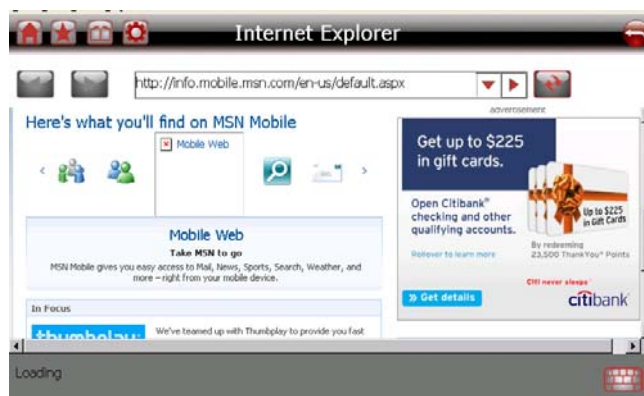 Internet Explorer
http://info.mobile.msn.com/en-us/default.aspx
advertisement
Here's what you'll find on MSN Mobile
Mobile Web
Mobile Web
Take MSN to go
MSN Mobile gives you easy access to Mail, News, Sports, Search, Weather, and
more – right from your mobile device.
In Focus
thumbplay:
We've teamed up with Thumbplay to provide you fast
Get up to $225
in gift cards.
Open Citibank®
checking and other
qualifying accounts.
Rollover to learn more
Up to $225
in Gift Cards
By redeeming
23,500 ThankYou® Points
Citi never sleeps
Get details
citibank
Loading